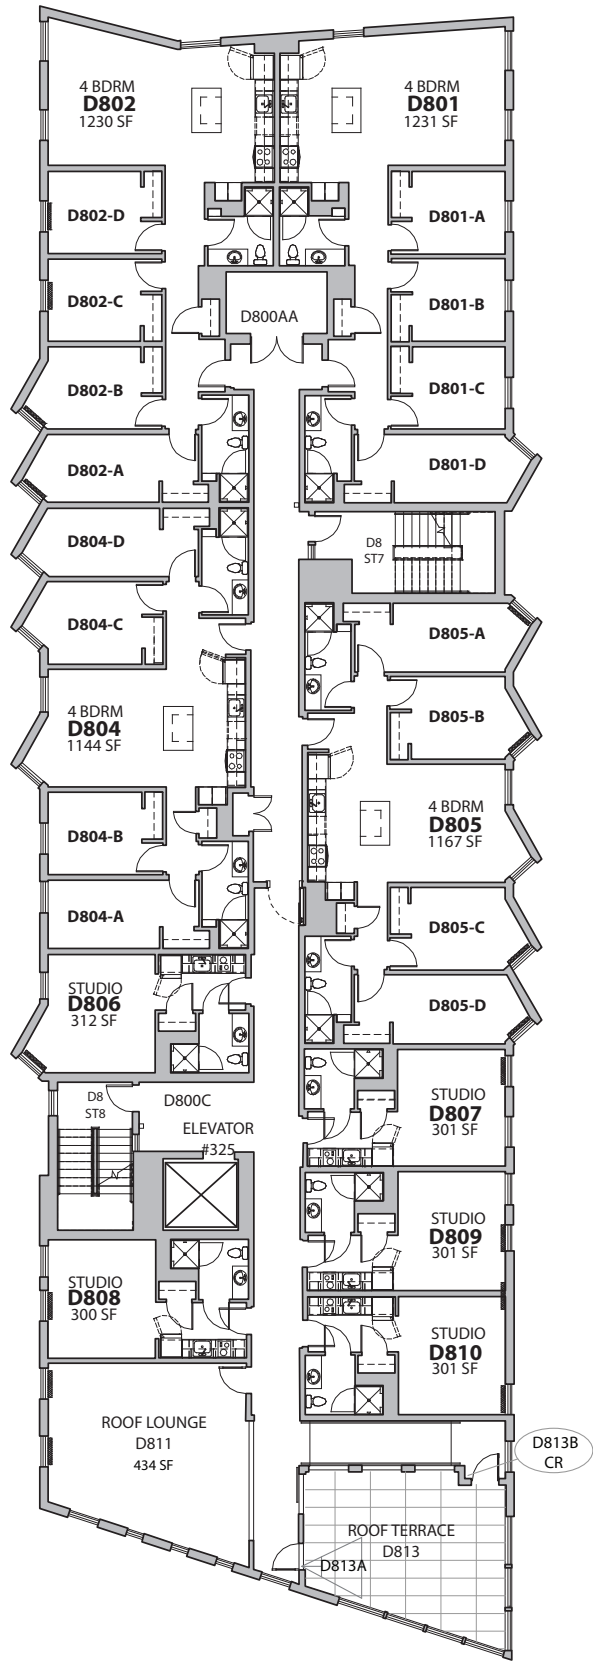 4 BDRM
D802
1230 SF
4 BDRM
D801
1231 SF
D802-D
D801-A
D802-C
D801-B
D800AA
D802-B
D801-C
D802-A
D801-D
D804-D
D8
ST7
D804-C
D805-A
D805-B
4 BDRM
D804
1144 SF
4 BDRM
D805
1167 SF
D804-B
D804-A
D805-C
D805-D
STUDIO
D806
312 SF
D8
ST8
D800C
ELEVATOR
#325
STUDIO
D807
301 SF
STUDIO
D809
301 SF
STUDIO
D808
300 SF
STUDIO
D810
301 SF
ROOF LOUNGE
D811
434 SF
D813B
CR
ROOF TERRACE
D813
D813A
N
N